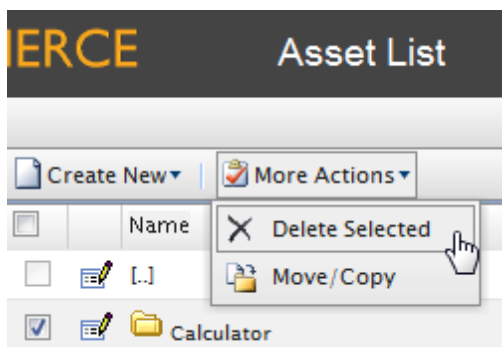 IERCE Asset List
Create New More Actions
Name
Delete Selected
[..]
Move/Copy
Calculator